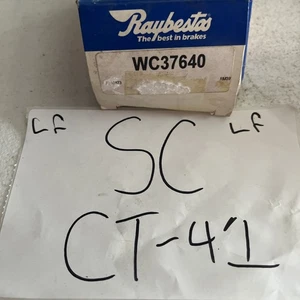 Raybestos
The best in brakes
WC37640
LF SC LF
CT-41